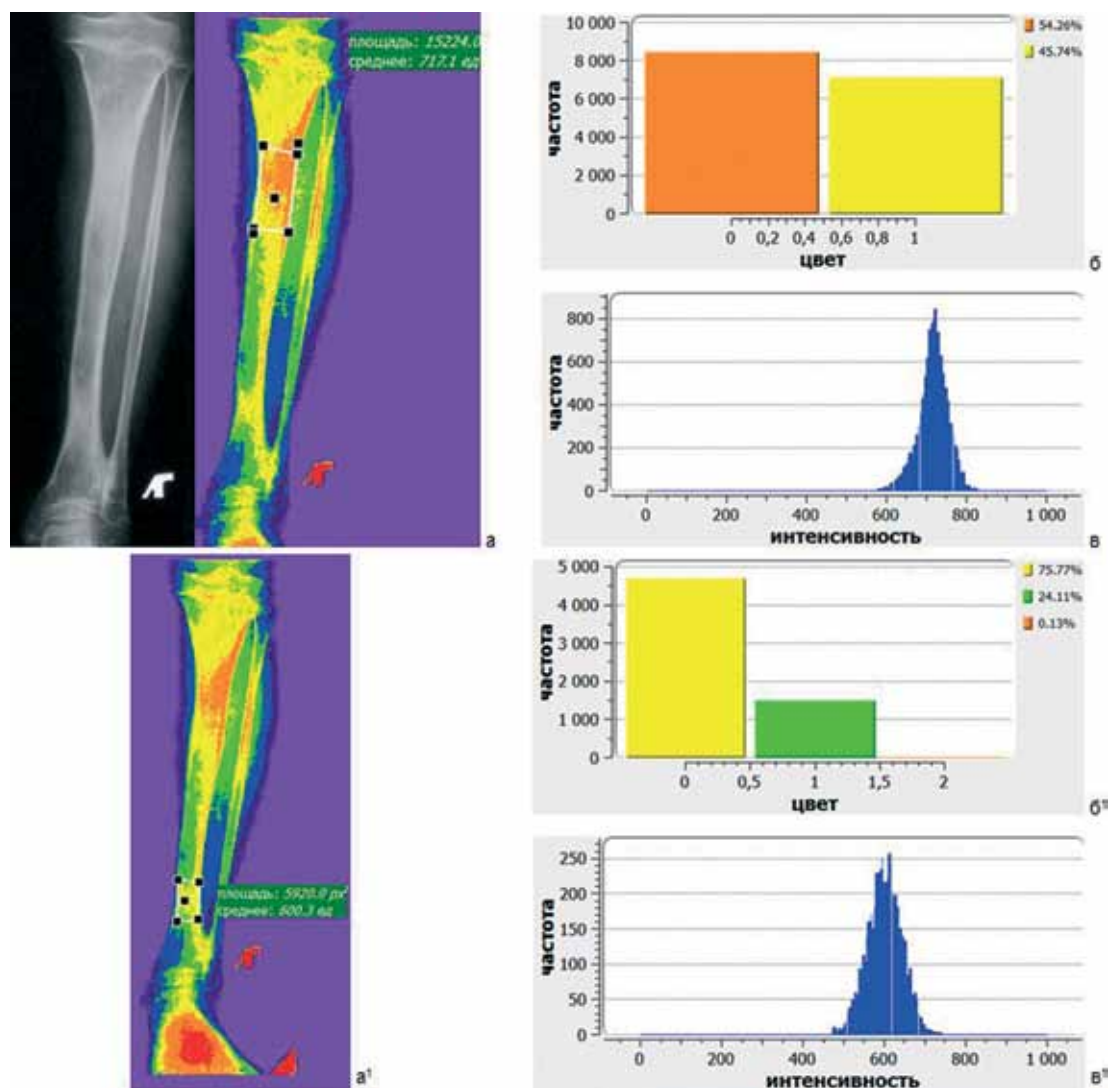 площадь: 15224.0
среднее: 717.1 ед
а
10 000
8 000
6 000
4 000
2 000
0
частота
0 0,2 0,4 0,6 0,8 1
цвет
54.26%
45.74%
б
800
600
400
200
0
частота
0 200 400 600 800 1 000
интенсивность
в
площадь: 5920.0 px²
среднее: 600.3 ед
а¹
5 000
4 000
3 000
2 000
1 000
0
частота
0 0,5 1 1,5 2
цвет
75.77%
24.11%
0.13%
б¹
250
200
150
100
50
0
частота
0 200 400 600 800 1 000
интенсивность
в¹